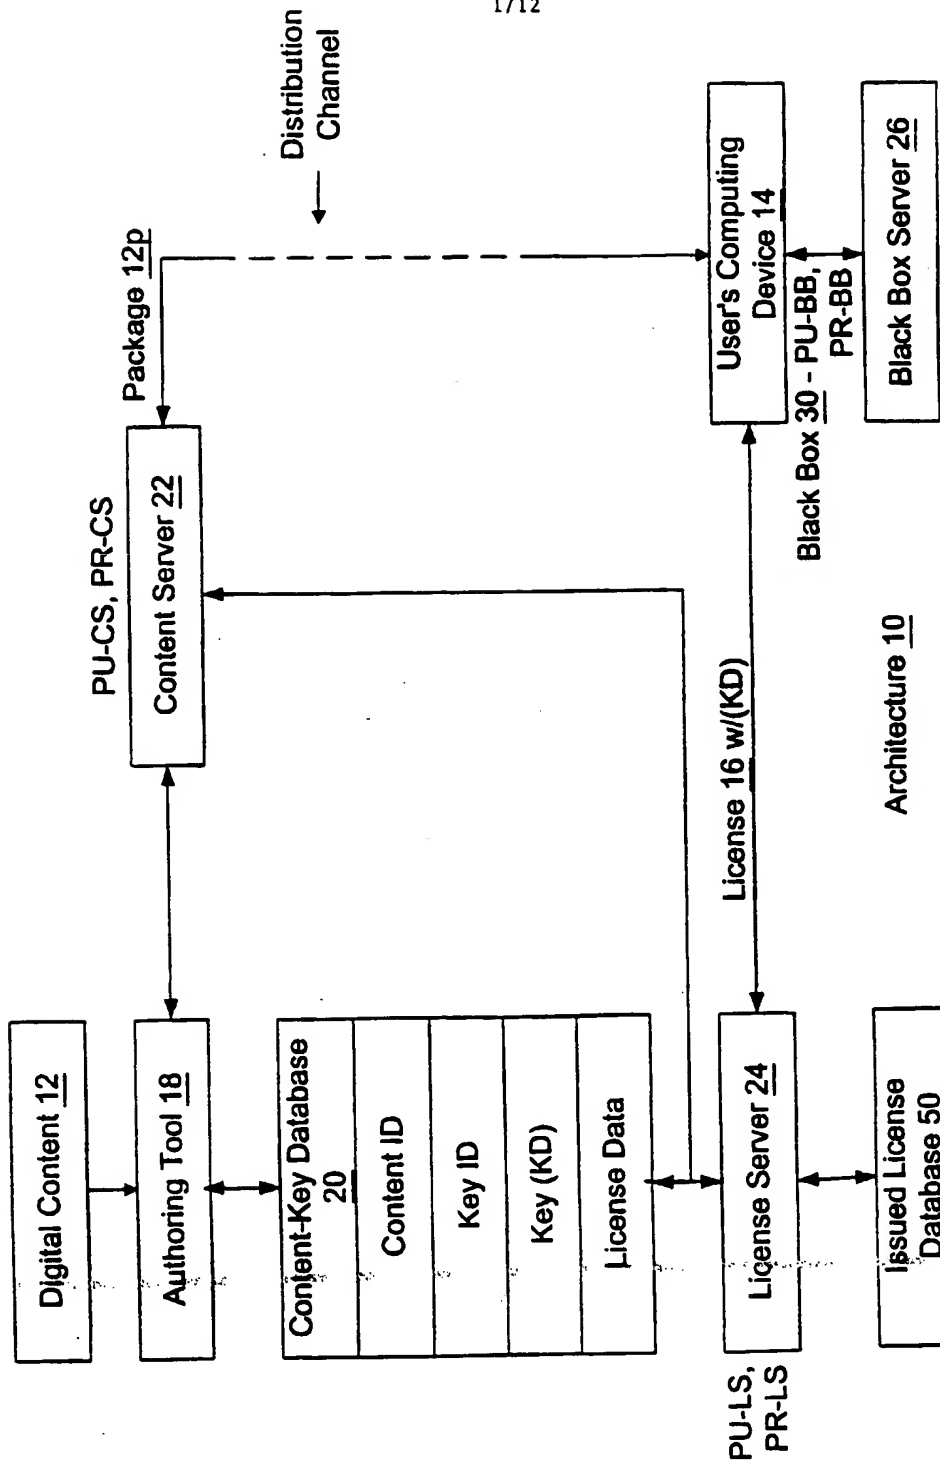 1/12
Digital Content 12
Authoring Tool 18
Content-Key Database
20
Content ID
Key ID
Key (KD)
License Data
License Server 24
PU-LS,
PR-LS
Issued License
Database 50
PU-CS, PR-CS
Content Server 22
Package 12p
Distribution
Channel
License 16 w/(KD)
User's Computing
Device 14
Black Box 30 - PU-BB,
PR-BB
Black Box Server 26
Architecture 10